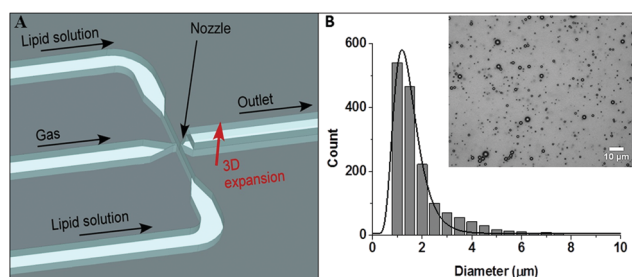 A
Lipid solution
Nozzle
Outlet
Gas
3D
expansion
Lipid solution
B
600
400
200
0
Count
10 µm
0 2 4 6 8 10
Diameter (µm)